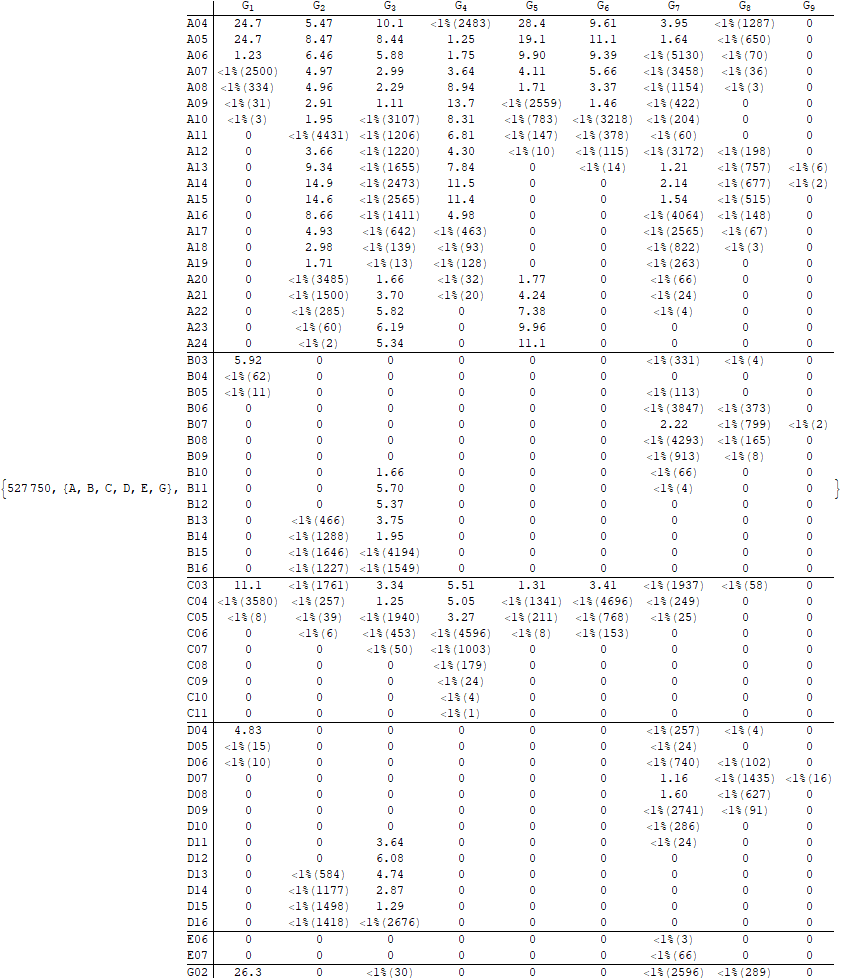 G1 G2 G3 G4 G5 G6 G7 G8 G9
A04 24.7 5.47 10.1 <1%(2483) 28.4 9.61 3.95 <1%(1287) 0
A05 24.7 8.47 8.44 1.25 19.1 11.1 1.64 <1%(650) 0
A06 1.23 6.46 5.88 1.75 9.90 9.39 <1%(5130) <1%(70) 0
A07 <1%(2500) 4.97 2.99 3.64 4.11 5.66 <1%(3458) <1%(36) 0
A08 <1%(334) 4.96 2.29 8.94 1.71 3.37 <1%(1154) <1%(3) 0
A09 <1%(31) 2.91 1.11 13.7 <1%(2559) 1.46 <1%(422) 0 0
A10 <1%(3) 1.95 <1%(3107) 8.31 <1%(783) <1%(3218) <1%(204) 0 0
A11 0 <1%(4431) <1%(1206) 6.81 <1%(147) <1%(378) <1%(60) 0 0
A12 0 3.66 <1%(1220) 4.30 <1%(10) <1%(115) <1%(3172) <1%(198) 0
A13 0 9.34 <1%(1655) 7.84 0 <1%(14) 1.21 <1%(757) <1%(6)
A14 0 14.9 <1%(2473) 11.5 0 0 2.14 <1%(677) <1%(2)
A15 0 14.6 <1%(2565) 11.4 0 0 1.54 <1%(515) 0
A16 0 8.66 <1%(1411) 4.98 0 0 <1%(4064) <1%(148) 0
A17 0 4.93 <1%(642) <1%(463) 0 0 <1%(2565) <1%(67) 0
A18 0 2.98 <1%(139) <1%(93) 0 0 <1%(822) <1%(3) 0
A19 0 1.71 <1%(13) <1%(128) 0 0 <1%(263) 0 0
A20 0 <1%(3485) 1.66 <1%(32) 1.77 0 <1%(66) 0 0
A21 0 <1%(1500) 3.70 <1%(20) 4.24 0 <1%(24) 0 0
A22 0 <1%(285) 5.82 0 7.38 0 <1%(4) 0 0
A23 0 <1%(60) 6.19 0 9.96 0 0 0 0
A24 0 <1%(2) 5.34 0 11.1 0 0 0 0
B03 5.92 0 0 0 0 0 <1%(331) <1%(4) 0
B04 <1%(62) 0 0 0 0 0 0 0 0
B05 <1%(11) 0 0 0 0 0 <1%(113) 0 0
B06 0 0 0 0 0 0 <1%(3847) <1%(373) 0
B07 0 0 0 0 0 0 2.22 <1%(799) <1%(2)
B08 0 0 0 0 0 0 <1%(4293) <1%(165) 0
B09 0 0 0 0 0 0 <1%(913) <1%(8) 0
B10 0 0 1.66 0 0 0 <1%(66) 0 0
{527750, {A, B, C, D, E, G}, B11 0 0 5.70 0 0 0 <1%(4) 0 0 }
B12 0 0 5.37 0 0 0 0 0 0
B13 0 <1%(466) 3.75 0 0 0 0 0 0
B14 0 <1%(1288) 1.95 0 0 0 0 0 0
B15 0 <1%(1646) <1%(4194) 0 0 0 0 0 0
B16 0 <1%(1227) <1%(1549) 0 0 0 0 0 0
C03 11.1 <1%(1761) 3.34 5.51 1.31 3.41 <1%(1937) <1%(58) 0
C04 <1%(3580) <1%(257) 1.25 5.05 <1%(1341) <1%(4696) <1%(249) 0 0
C05 <1%(8) <1%(39) <1%(1940) 3.27 <1%(211) <1%(768) <1%(25) 0 0
C06 0 <1%(6) <1%(453) <1%(4596) <1%(8) <1%(153) 0 0 0
C07 0 0 <1%(50) <1%(1003) 0 0 0 0 0
C08 0 0 0 <1%(179) 0 0 0 0 0
C09 0 0 0 <1%(24) 0 0 0 0 0
C10 0 0 0 <1%(4) 0 0 0 0 0
C11 0 0 0 <1%(1) 0 0 0 0 0
D04 4.83 0 0 0 0 0 <1%(257) <1%(4) 0
D05 <1%(15) 0 0 0 0 0 <1%(24) 0 0
D06 <1%(10) 0 0 0 0 0 <1%(740) <1%(102) 0
D07 0 0 0 0 0 0 1.16 <1%(1435) <1%(16)
D08 0 0 0 0 0 0 1.60 <1%(627) 0
D09 0 0 0 0 0 0 <1%(2741) <1%(91) 0
D10 0 0 0 0 0 0 <1%(286) 0 0
D11 0 0 3.64 0 0 0 <1%(24) 0 0
D12 0 0 6.08 0 0 0 0 0 0
D13 0 <1%(584) 4.74 0 0 0 0 0 0
D14 0 <1%(1177) 2.87 0 0 0 0 0 0
D15 0 <1%(1498) 1.29 0 0 0 0 0 0
D16 0 <1%(1418) <1%(2676) 0 0 0 0 0 0
E06 0 0 0 0 0 0 <1%(3) 0 0
E07 0 0 0 0 0 0 <1%(66) 0 0
G02 26.3 0 <1%(30) 0 0 0 <1%(2596) <1%(289) 0